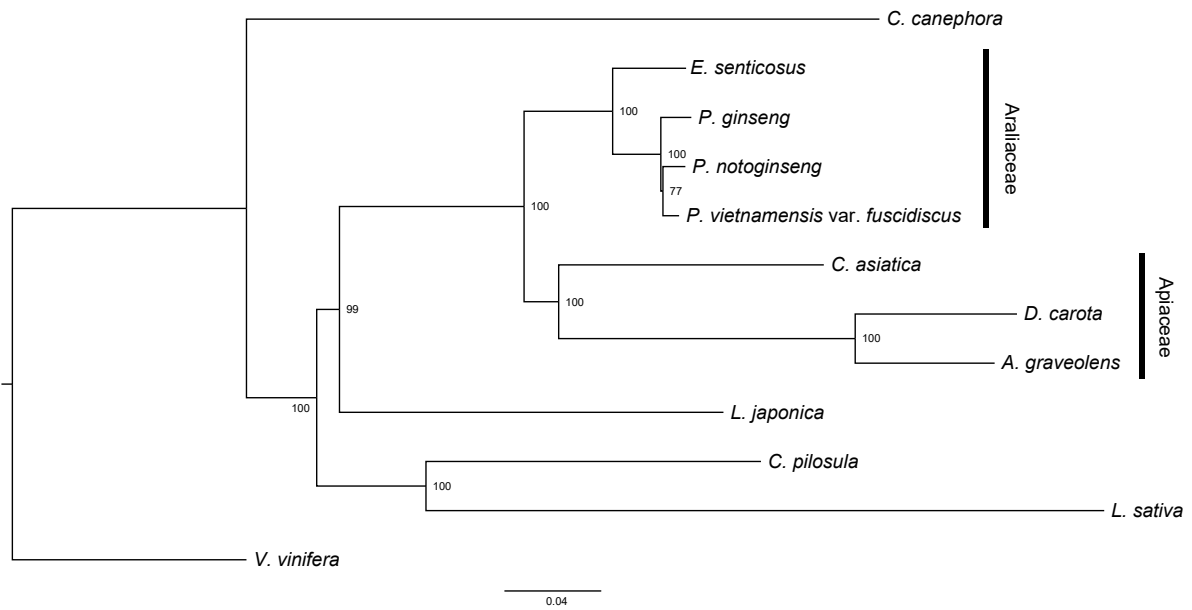 C. canephora
E. senticosus
100
P. ginseng
100
P. notoginseng
77
P. vietnamensis var. fuscidiscus
Araliaceae
100
C. asiatica
100
D. carota
100
A. graveolens
Apiaceae
99
L. japonica
100
C. pilosula
100
L. sativa
V. vinifera
0.04